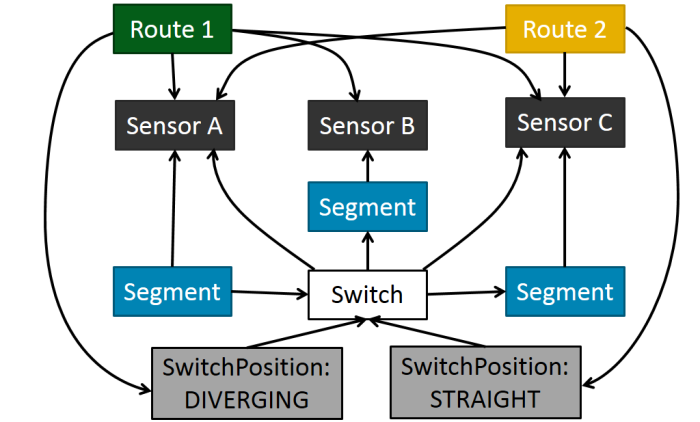 Route 1
Route 2
Sensor A
Sensor B
Sensor C
Segment
Segment
Switch
Segment
SwitchPosition:
DIVERGING
SwitchPosition:
STRAIGHT